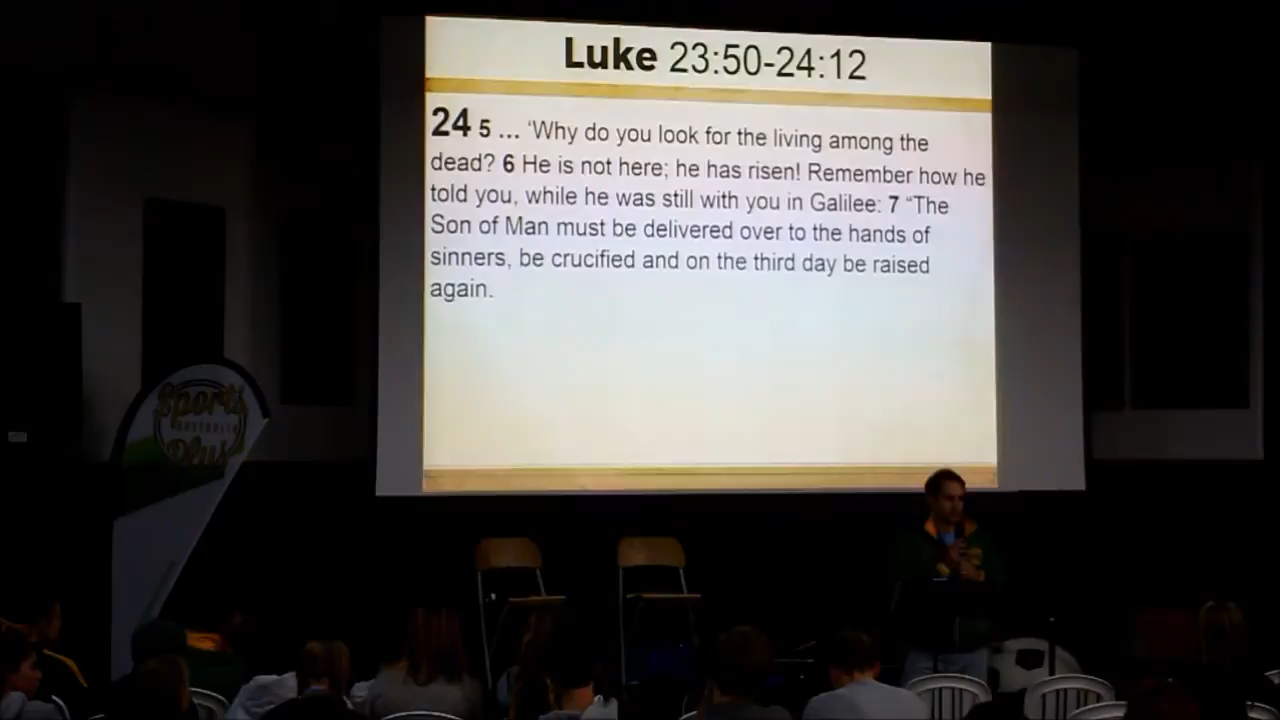 Luke 23:50-24:12
24 5 ... ‘Why do you look for the living among the
dead? 6 He is not here; he has risen! Remember how he
told you, while he was still with you in Galilee: 7 “The
Son of Man must be delivered over to the hands of
sinners, be crucified and on the third day be raised
again.
Sports
AUSTRALIA
Plus